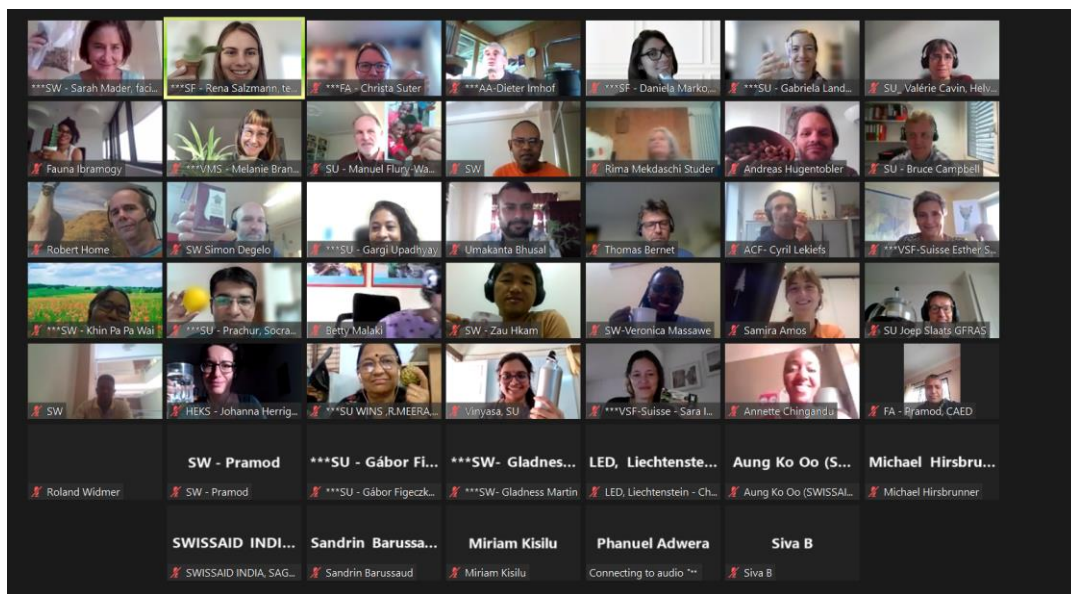 ***SW - Sarah Mader, faci...
***SF - Rena Salzmann, te...
***FA - Christa Suter
***AA-Dieter Imhof
***SF - Daniela Marko,...
***SU - Gabriela Land...
SU_ Valérie Cavin, Helv...
Fauna Ibramogy
***VMS - Melanie Bran...
SU - Manuel Flury-Wa...
SW
Rima Mekdaschi Studer
Andreas Hugentobler
SU - Bruce Campbell
Robert Home
SW Simon Degelo
***SU - Gargi Upadhyay
Umakanta Bhusal
Thomas Bernet
ACF- Cyril Lekiefs
***VSF-Suisse Esther S...
***SW - Khin Pa Pa Wai
***SU - Prachur, Socra...
Betty Malaki
SW - Zau Hkam
SW-Veronica Massawe
Samira Amos
SU Joep Slaats GFRAS
SW
HEKS - Johanna Herrig...
***SU WINS ,R.MEERA,...
Vinyasa, SU
***VSF-Suisse - Sara I...
Annette Chingandu
FA - Pramod, CAED
SW - Pramod
***SU - Gábor Fi...
***SW- Gladnes...
LED, Liechtenste...
Aung Ko Oo (S...
Michael Hirsbru...
Roland Widmer
SW - Pramod
***SU - Gábor Figeczk...
***SW- Gladness Martin
LED, Liechtenstein - Ch...
Aung Ko Oo (SWISSAI...
Michael Hirsbrunner
SWISSAID INDI...
Sandrin Barussa...
Miriam Kisilu
Phanuel Adwera
Siva B
SWISSAID INDIA, SAG...
Sandrin Barussaud
Miriam Kisilu
Connecting to audio
Siva B